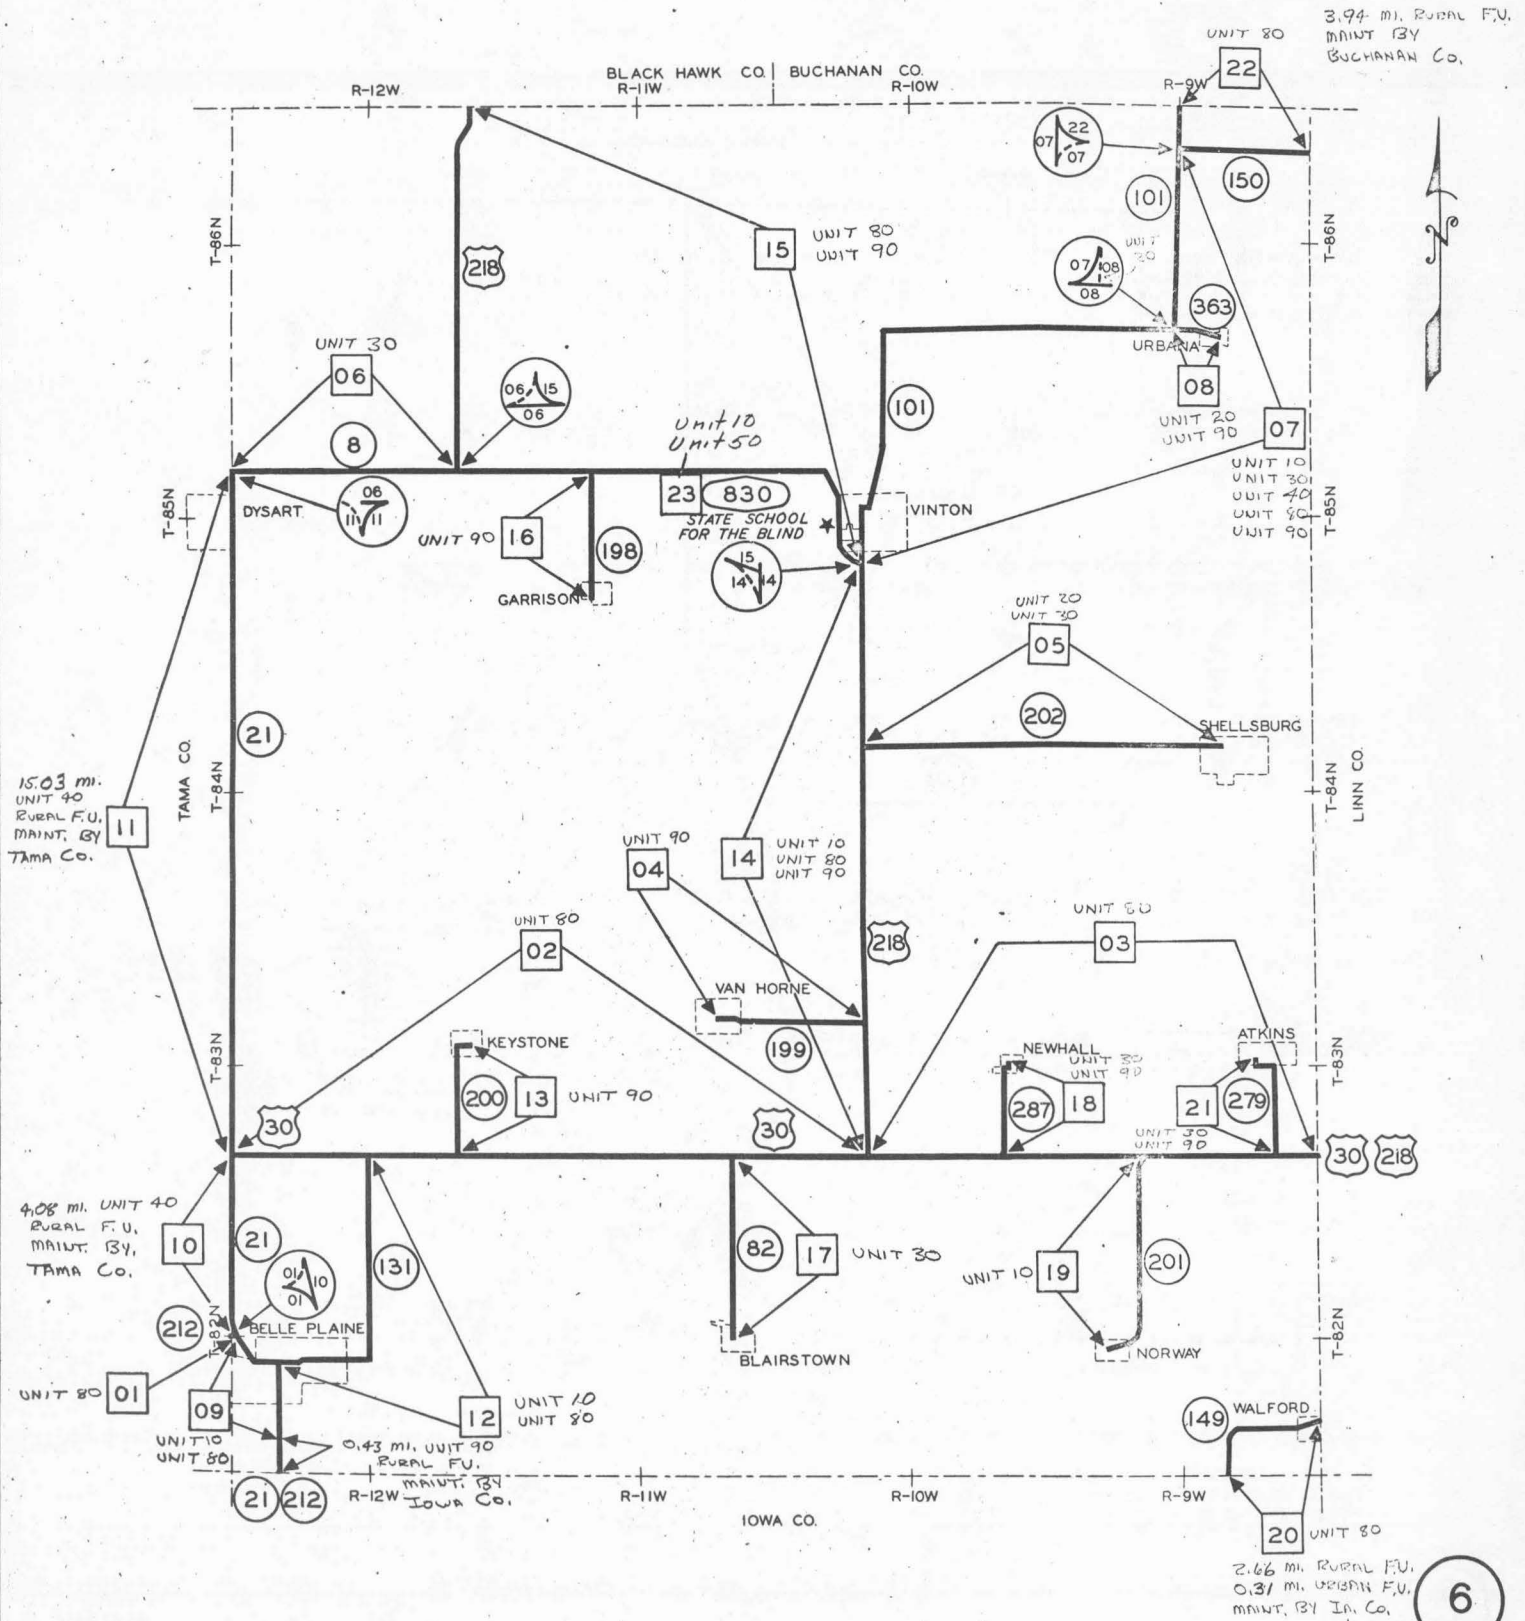 3.94 MI. RURAL F.U.
MAINT BY
BUCHANAN CO.
UNIT 80
22
BLACK HAWK CO. BUCHANAN CO.
R-12W R-11W R-10W R-9W
07 22
07
150
101
T-86N
T-86N
218
15
UNIT 80
UNIT 90
UNIT
30
07 108
08
363
URBANA
UNIT 30
06
06 15
06
8
101
08
UNIT 20
UNIT 90
07
UNIT 10
UNIT 30
UNIT 40
UNIT 80
UNIT 90
Unit 10
Unit 50
23
830
STATE SCHOOL
FOR THE BLIND
VINTON
T-85N
T-85N
DYSART
06
11 11
UNIT 90
16
198
GARRISON
15
14 14
UNIT 20
UNIT 30
05
202
SHELLSBURG
21
TAMA CO.
T-84N
T-84N
LINN CO.
15.03 mi.
UNIT 40
RURAL F.U.
MAINT. BY
TAMA CO.
11
UNIT 90
04
14
UNIT 10
UNIT 80
UNIT 90
UNIT 80
02
218
UNIT 80
03
VAN HORNE
199
T-83N
T-83N
KEYSTONE
200
13
UNIT 90
NEWHALL
UNIT 30
UNIT 90
287
18
ATKINS
21
279
UNIT 30
UNIT 90
30
30
30
218
4.08 mi. UNIT 40
RURAL F.U.
MAINT. BY,
TAMA CO.
10
21
01 10
01
131
82
17
UNIT 30
UNIT 10
19
201
212
T-82N
T-82N
BELLE PLAINE
BLAIRSTOWN
NORWAY
UNIT 80
01
09
UNIT 10
UNIT 80
12
UNIT 10
UNIT 80
0.43 mi. UNIT 90
RURAL FU.
MAINT. BY
IOWA CO.
149
WALFORD
21
212
R-12W R-11W R-10W R-9W
IOWA CO.
20
UNIT 80
2.66 MI. RURAL F.U.
0.31 MI. URBAN F.U.
MAINT. BY IA. CO.
6